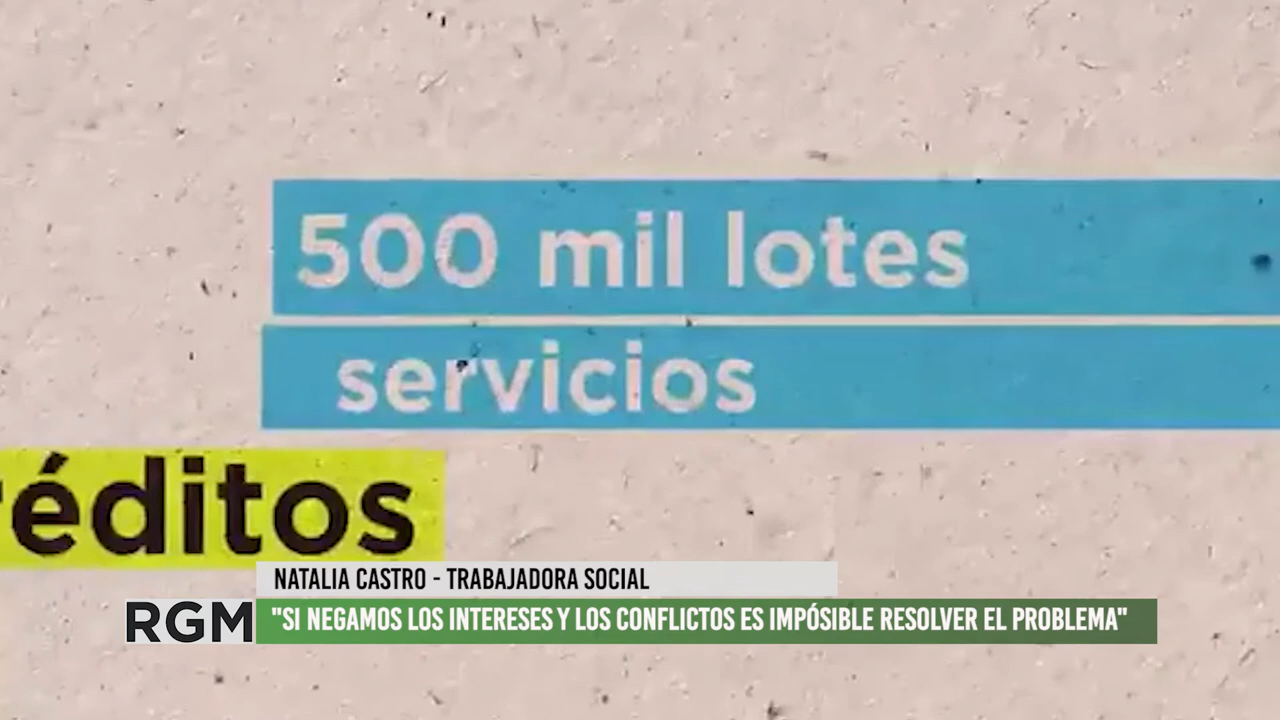 500 mil lotes
servicios
réditos
NATALIA CASTRO - TRABAJADORA SOCIAL
RGM
"SI NEGAMOS LOS INTERESES Y LOS CONFLICTOS ES IMPÓSIBLE RESOLVER EL PROBLEMA"